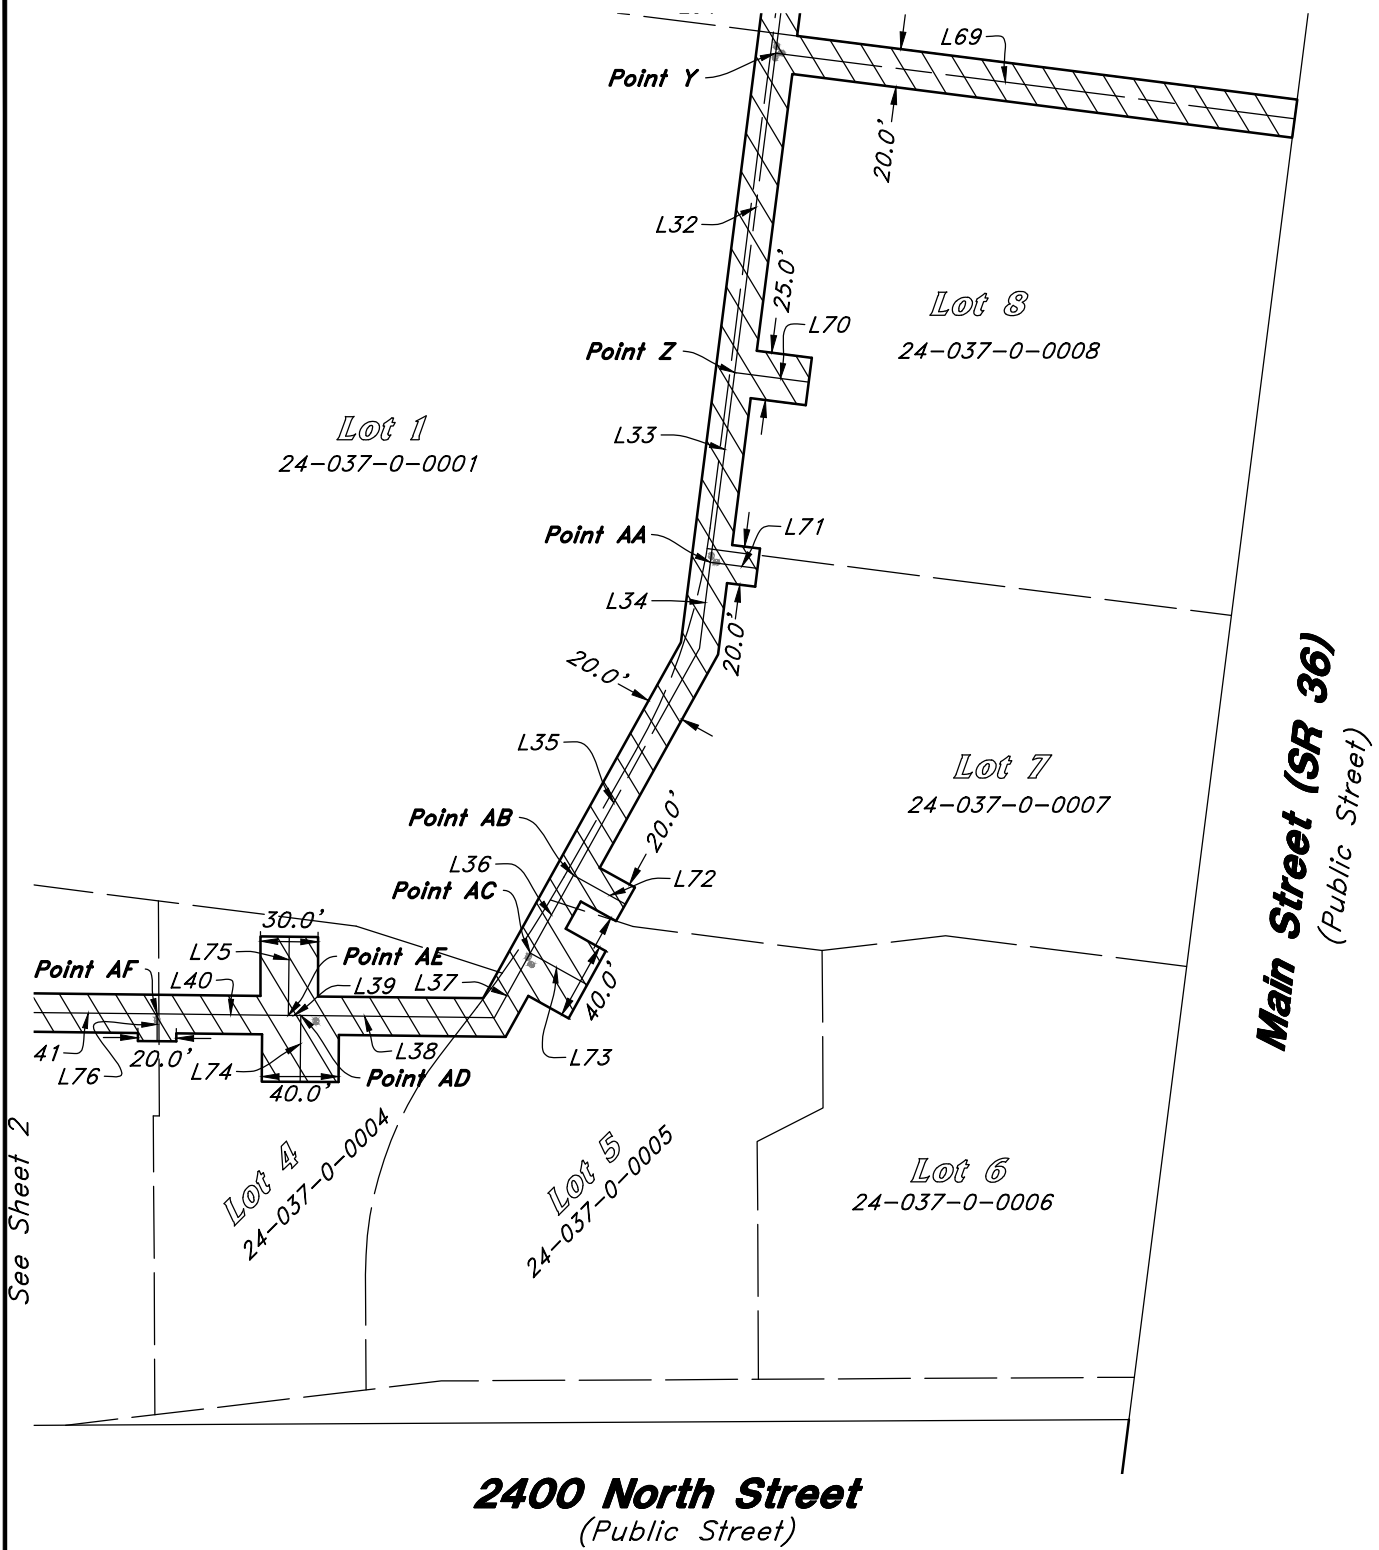 L69
Point Y
20.0'
L32
25.0'
L70
Lot 8
24-037-0-0008
Point Z
Lot 1
24-037-0-0001
L33
Point AA
L71
L34
20.0'
20.0'
Main Street (SR 36)
(Public Street)
L35
Lot 7
24-037-0-0007
Point AB
20.0'
L36
Point AC
L72
30.0'
L75
Point AE
Point AF
L40
L39
L37
40.0'
41
L76
20.0'
L74
L38
L73
40.0'
Point AD
See Sheet 2
Lot 4
24-037-0-0004
Lot 5
24-037-0-0005
Lot 6
24-037-0-0006
2400 North Street
(Public Street)